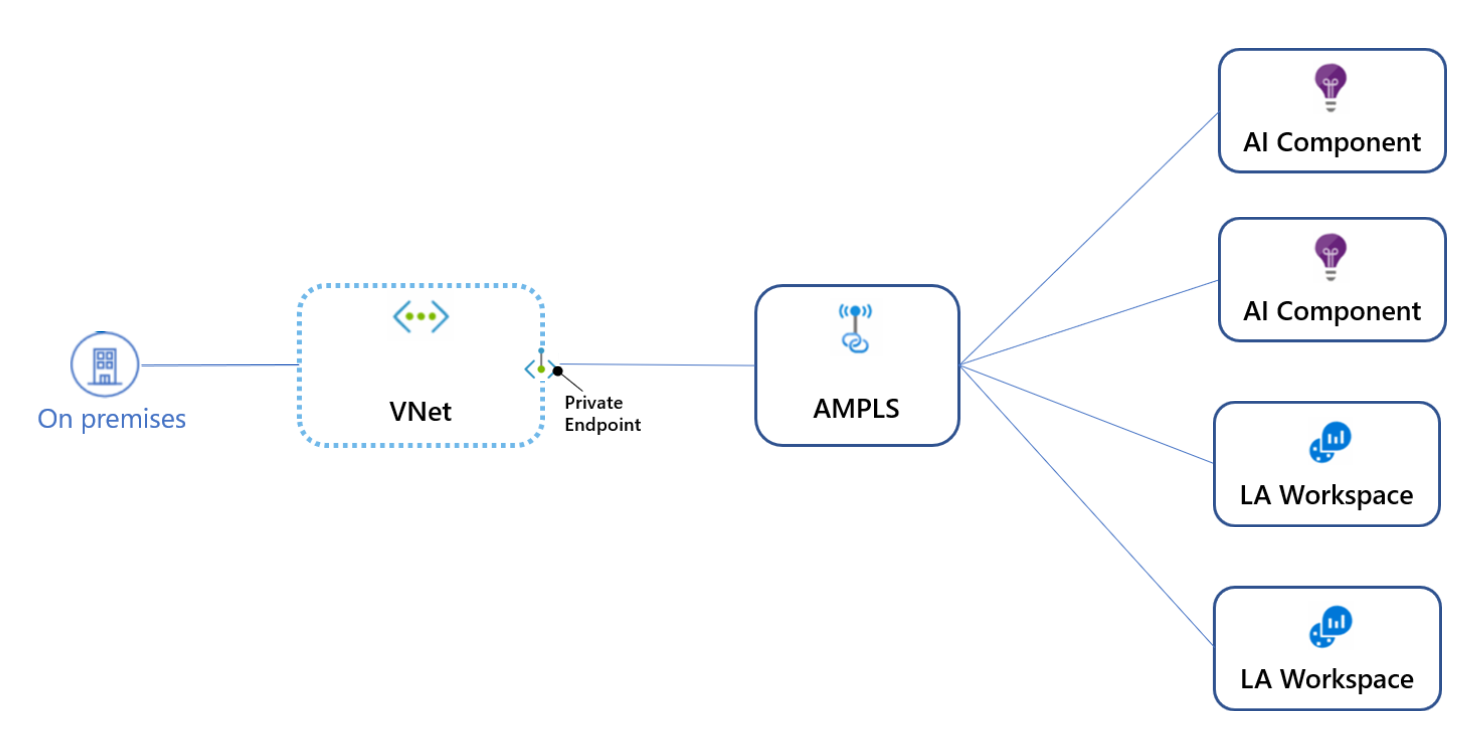 On premises
VNet
Private
Endpoint
AMPLS
AI Component
AI Component
LA Workspace
LA Workspace